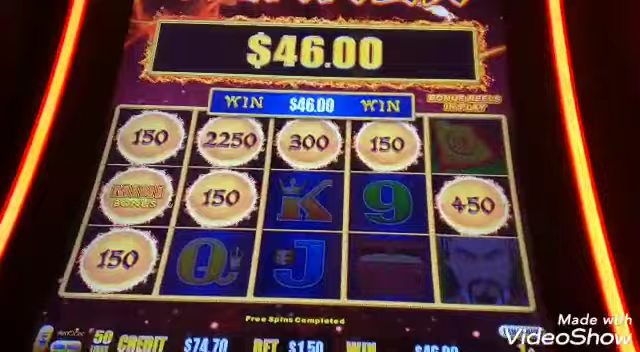 $46.00
WIN $46.00 WIN
BONUS REELS
IN PLAY
150 2250 300 150
BONUS 150 K 9 450
150 Q J
Free Spins Completed
50 CREDIT $74.70 BET $1.50 WIN $46.00
Made with
VideoShow